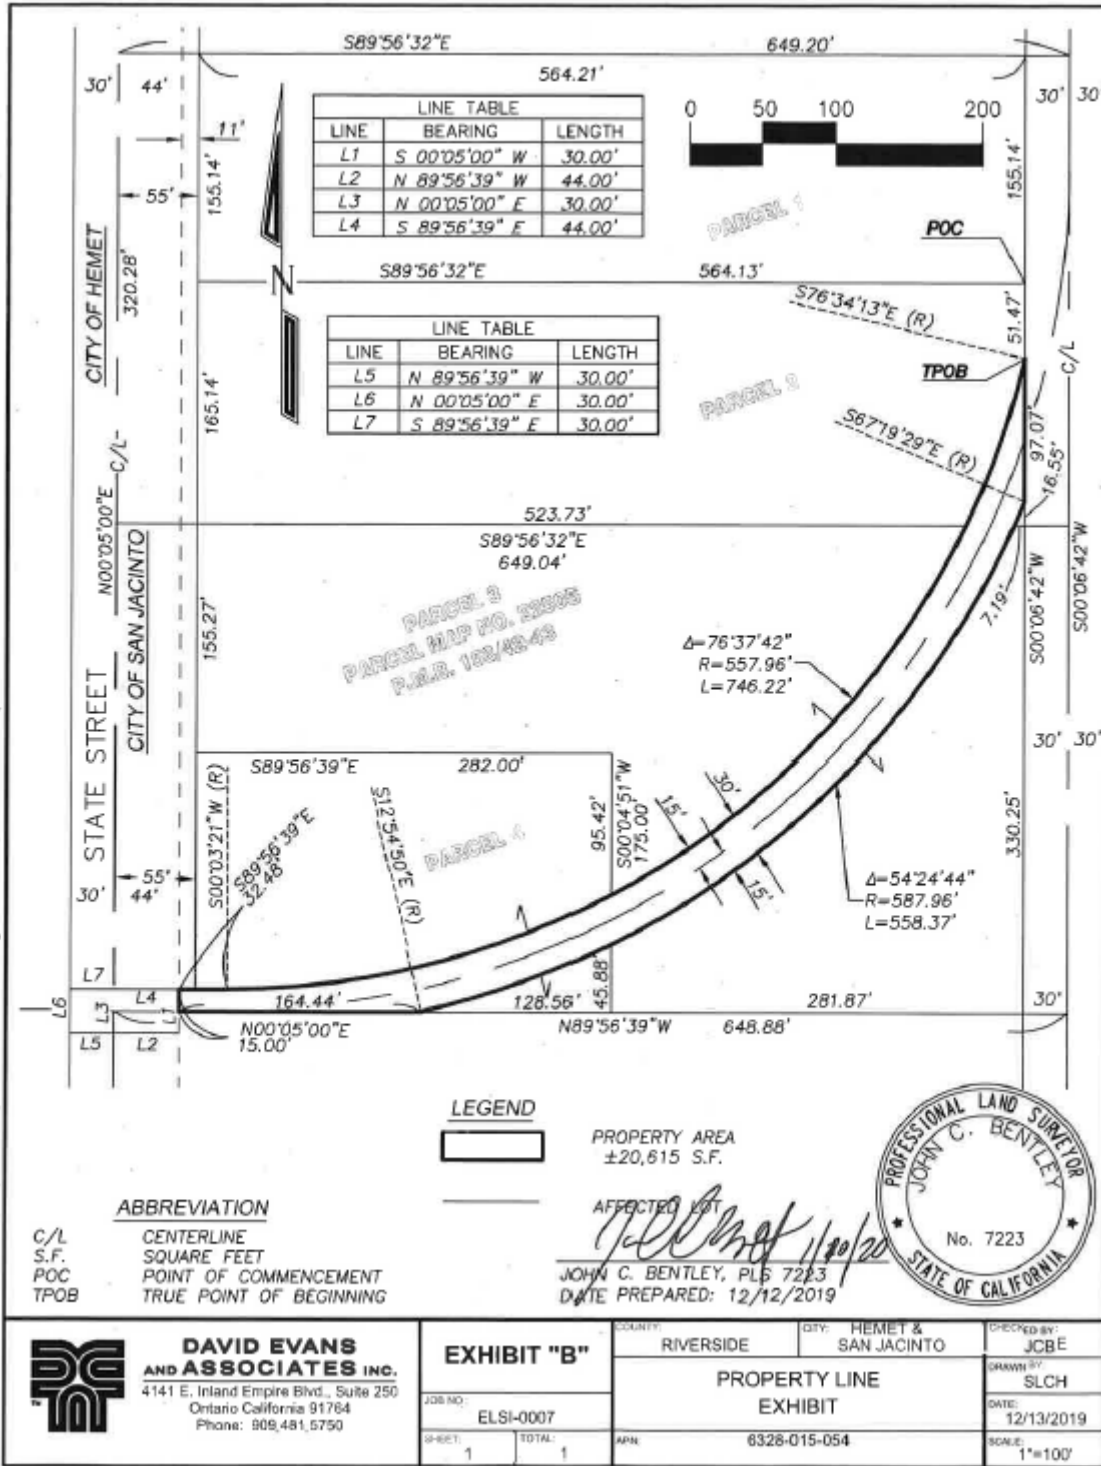 S89°56'32"E 649.20'
564.21'
30' 44'
30' 30'
11'
55'
155.14'
320.28'
CITY OF HEMET
LINE TABLE
LINE BEARING LENGTH
L1 S 00°05'00" W 30.00'
L2 N 89°56'39" W 44.00'
L3 N 00°05'00" E 30.00'
L4 S 89°56'39" E 44.00'
0 50 100 200
155.14'
PARCEL 1
POC
S89°56'32"E 564.13'
N
S76°34'13"E (R)
51.47'
C/L
TPOB
LINE TABLE
LINE BEARING LENGTH
L5 N 89°56'39" W 30.00'
L6 N 00°05'00" E 30.00'
L7 S 89°56'39" E 30.00'
PARCEL 2
165.14'
S67°19'29"E (R)
97.07'
16.55'
C/L
N00°05'00"E
523.73'
S89°56'32"E
649.04'
CITY OF SAN JACINTO
STATE STREET
155.27'
PARCEL 3
PARCEL MAP NO.
7.19'
S00°06'42"W
S00°06'42"W
Δ=76°37'42"
R=557.96'
L=746.22'
30' 30'
S89°56'39"E 282.00'
S00°03'21"W (R)
S89°56'39"E
32.48'
S12°54'50"E (R)
PARCEL 4
95.42'
S00°04'51"W
175.00'
15'
30'
15'
330.25'
Δ=54°24'44"
R=587.96'
L=558.37'
55'
30' 44'
L7
L6
L3
L4
L1
L5 L2
164.44'
128.56'
45.88'
281.87'
30'
N00°05'00"E
15.00'
N89°56'39"W 648.88'
LEGEND
PROPERTY AREA
±20,615 S.F.
AFFECTED LOT
ABBREVIATION
C/L CENTERLINE
S.F. SQUARE FEET
POC POINT OF COMMENCEMENT
TPOB TRUE POINT OF BEGINNING
JOHN C. BENTLEY, PLS 7223
DATE PREPARED: 12/12/2019
PROFESSIONAL LAND SURVEYOR
JOHN C. BENTLEY
No. 7223
STATE OF CALIFORNIA
DAVID EVANS
AND ASSOCIATES INC.
4141 E. Inland Empire Blvd., Suite 250
Ontario California 91764
Phone: 909.481.5750
EXHIBIT "B"
JOB NO: ELSI-0007
SHEET: 1
TOTAL: 1
COUNTY: RIVERSIDE
CITY: HEMET &
SAN JACINTO
PROPERTY LINE
EXHIBIT
APN: 6328-015-054
CHECKED BY: JCBE
DRAWN BY: SLCH
DATE: 12/13/2019
SCALE: 1"=100'